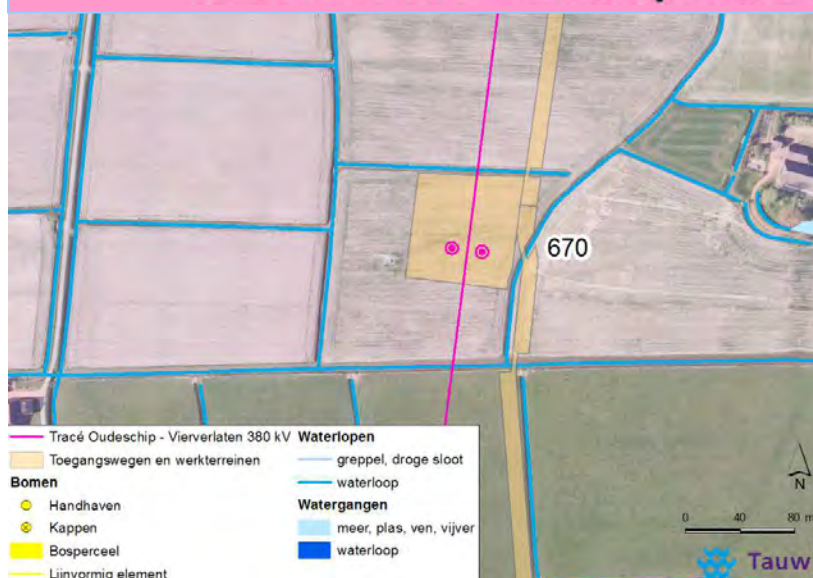 670
Tracé Oudeschip - Vierverlaten 380 kV
Toegangswegen en werkterreinen
Bomen
Handhaven
Kappen
Bosperceel
Lijnvormig element
Waterlopen
greppel, droge sloot
waterloop
Watergangen
meer, plas, ven, vijver
waterloop
N
0 40 80 m
Tauw